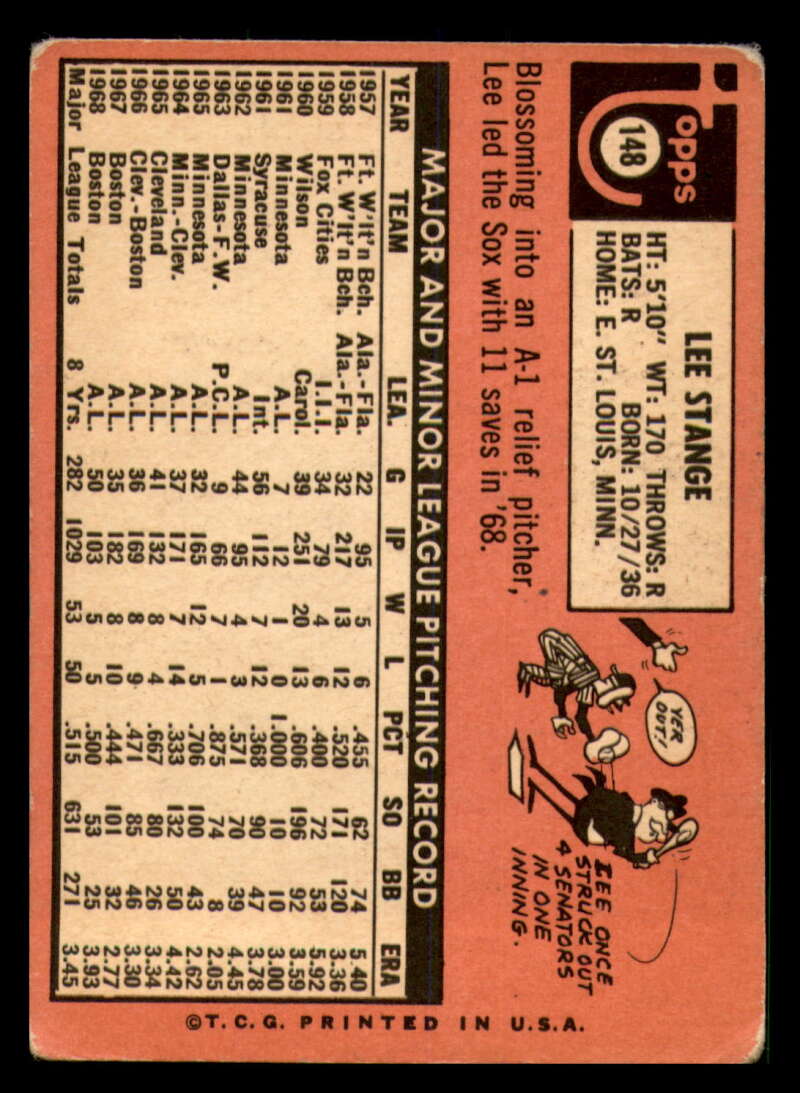 Topps
148
LEE STANGE
HT: 5'10" WT: 170 THROWS: R
BATS: R BORN: 10/27/36
HOME: E. ST. LOUIS, MINN.
YER
OUT!
LEE ONCE
STRUCK OUT
4 SENATORS
IN ONE
INNING.
Blossoming into an A-1 relief pitcher,
Lee led the Sox with 11 saves in '68.
MAJOR AND MINOR LEAGUE PITCHING RECORD
YEAR TEAM LEA. G IP W L PCT SO BB ERA
1957 Ft. W'lt'n Bch. Ala.-Fla. 22 95 5 6 .455 62 74 5.40
1958 Ft. W'lt'n Bch. Ala.-Fla. 32 217 13 12 .520 171 120 3.36
1959 Fox Cities I.I.I. 34 79 4 6 .400 72 53 5.92
1960 Wilson Carol. 39 251 20 13 .606 196 92 3.59
1961 Minnesota A.L. 7 12 1 0 1.000 10 10 3.00
1961 Syracuse Int. 56 112 7 12 .368 90 47 3.78
1962 Minnesota A.L. 44 95 4 3 .571 70 39 4.45
1963 Dallas-F.W. P.C.L. 9 66 7 1 .875 74 8 2.05
1965 Minnesota A.L. 32 165 12 5 .706 100 43 2.62
1964 Minn.-Clev. A.L. 37 171 7 14 .333 132 50 4.42
1965 Cleveland A.L. 41 132 8 4 .667 80 26 3.34
1966 Clev.-Boston A.L. 36 169 8 9 .471 85 46 3.30
1967 Boston A.L. 35 182 8 10 .444 101 32 2.77
1968 Boston A.L. 50 103 5 5 .500 53 25 3.93
Major League Totals 8 Yrs. 282 1029 53 50 .515 631 271 3.45
©T.C.G. PRINTED IN U.S.A.